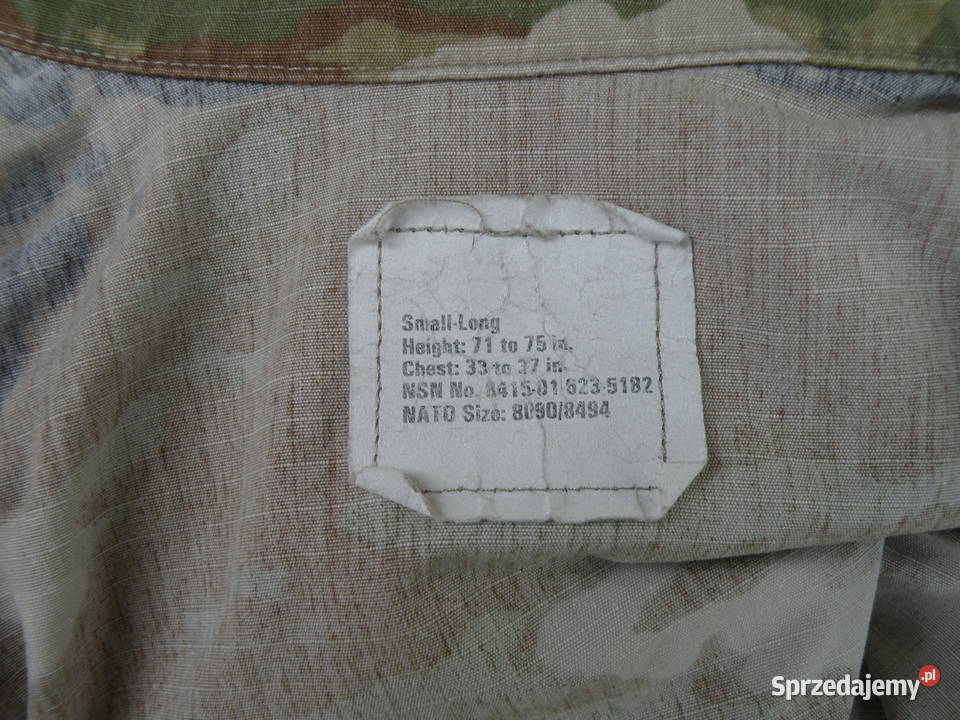 Small-Long
Height: 71 to 75 in.
Chest: 33 to 37 in.
NSN No. 8415-01-623-5182
NATO Size: 8090/8494
Sprzedajemy.pl